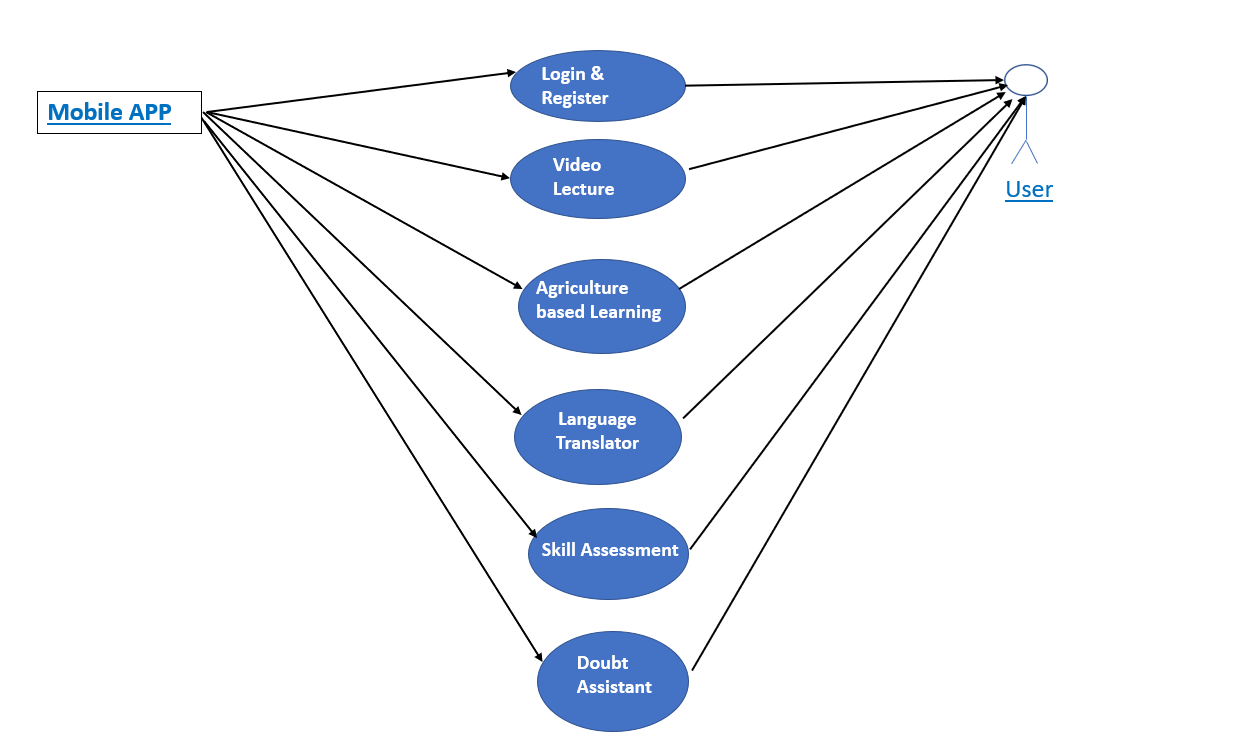 Mobile APP
Login &
Register
Video
Lecture
Agriculture
based Learning
Language
Translator
Skill Assessment
Doubt
Assistant
User